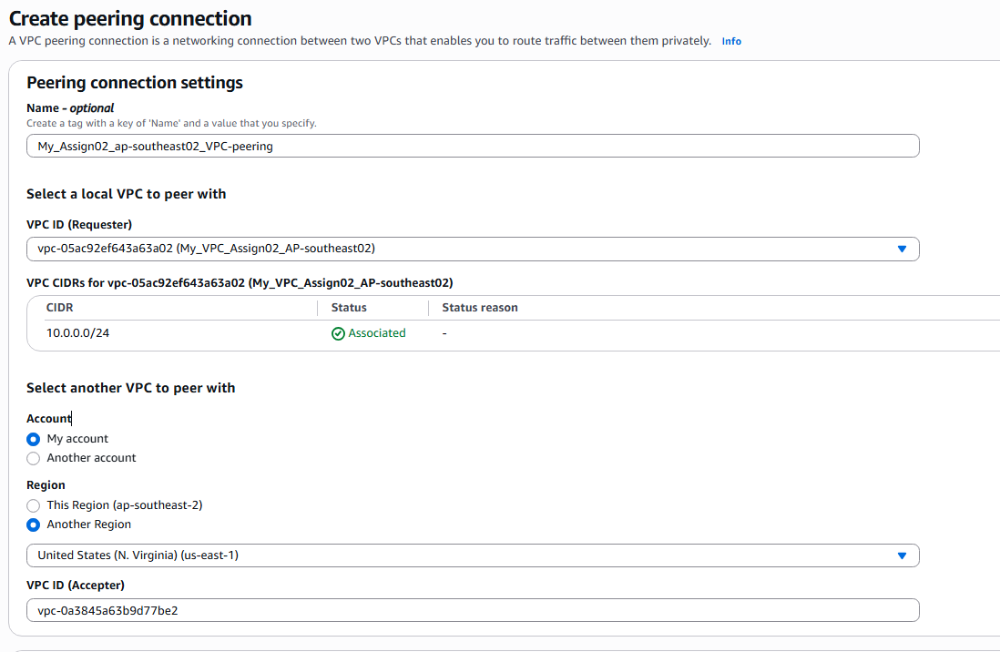 Create peering connection
A VPC peering connection is a networking connection between two VPCs that enables you to route traffic between them privately. Info
Peering connection settings
Name - optional
Create a tag with a key of 'Name' and a value that you specify.
My_Assign02_ap-southeast02_VPC-peering
Select a local VPC to peer with
VPC ID (Requester)
vpc-05ac92ef643a63a02 (My_VPC_Assign02_AP-southeast02)
VPC CIDRs for vpc-05ac92ef643a63a02 (My_VPC_Assign02_AP-southeast02)
CIDR Status Status reason
10.0.0.0/24 Associated -
Select another VPC to peer with
Account
My account
Another account
Region
This Region (ap-southeast-2)
Another Region
United States (N. Virginia) (us-east-1)
VPC ID (Accepter)
vpc-0a3845a63b9d77be2